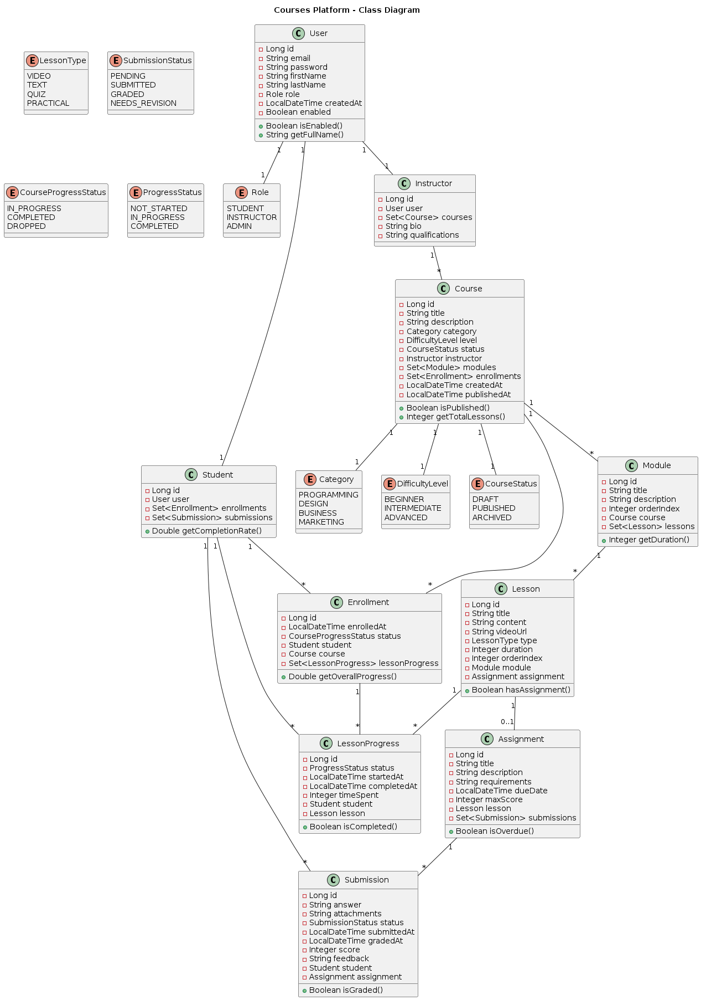 Courses Platform - Class Diagram
User
Long id
String email
String password
String firstName
String lastName
Role role
LocalDateTime createdAt
Boolean enabled
Boolean isEnabled()
String getFullName()
LessonType
VIDEO
TEXT
QUIZ
PRACTICAL
SubmissionStatus
PENDING
SUBMITTED
GRADED
NEEDS_REVISION
1
1
1
1
1
CourseProgressStatus
IN_PROGRESS
COMPLETED
DROPPED
ProgressStatus
NOT_STARTED
IN_PROGRESS
COMPLETED
Role
STUDENT
INSTRUCTOR
ADMIN
Instructor
Long id
User user
Set<Course> courses
String bio
String qualifications
1
*
Course
Long id
String title
String description
Category category
DifficultyLevel level
CourseStatus status
Instructor instructor
Set<Module> modules
Set<Enrollment> enrollments
LocalDateTime createdAt
LocalDateTime publishedAt
Boolean isPublished()
Integer getTotalLessons()
1
1
1
1
1
1
1
1
1
*
Student
Long id
User user
Set<Enrollment> enrollments
Set<Submission> submissions
Double getCompletionRate()
Category
PROGRAMMING
DESIGN
BUSINESS
MARKETING
DifficultyLevel
BEGINNER
INTERMEDIATE
ADVANCED
CourseStatus
DRAFT
PUBLISHED
ARCHIVED
Module
Long id
String title
String description
Integer orderIndex
Course course
Set<Lesson> lessons
Integer getDuration()
1
1
1
1
*
*
*
Enrollment
Long id
LocalDateTime enrolledAt
CourseProgressStatus status
Student student
Course course
Set<LessonProgress> lessonProgress
Double getOverallProgress()
Lesson
Long id
String title
String content
String videoUrl
LessonType type
Integer duration
Integer orderIndex
Module module
Assignment assignment
Boolean hasAssignment()
1
1
1
*
*
*
0..1
LessonProgress
Long id
ProgressStatus status
LocalDateTime startedAt
LocalDateTime completedAt
Integer timeSpent
Student student
Lesson lesson
Boolean isCompleted()
Assignment
Long id
String title
String description
String requirements
LocalDateTime dueDate
Integer maxScore
Lesson lesson
Set<Submission> submissions
Boolean isOverdue()
1
*
*
Submission
Long id
String answer
String attachments
SubmissionStatus status
LocalDateTime submittedAt
LocalDateTime gradedAt
Integer score
String feedback
Student student
Assignment assignment
Boolean isGraded()